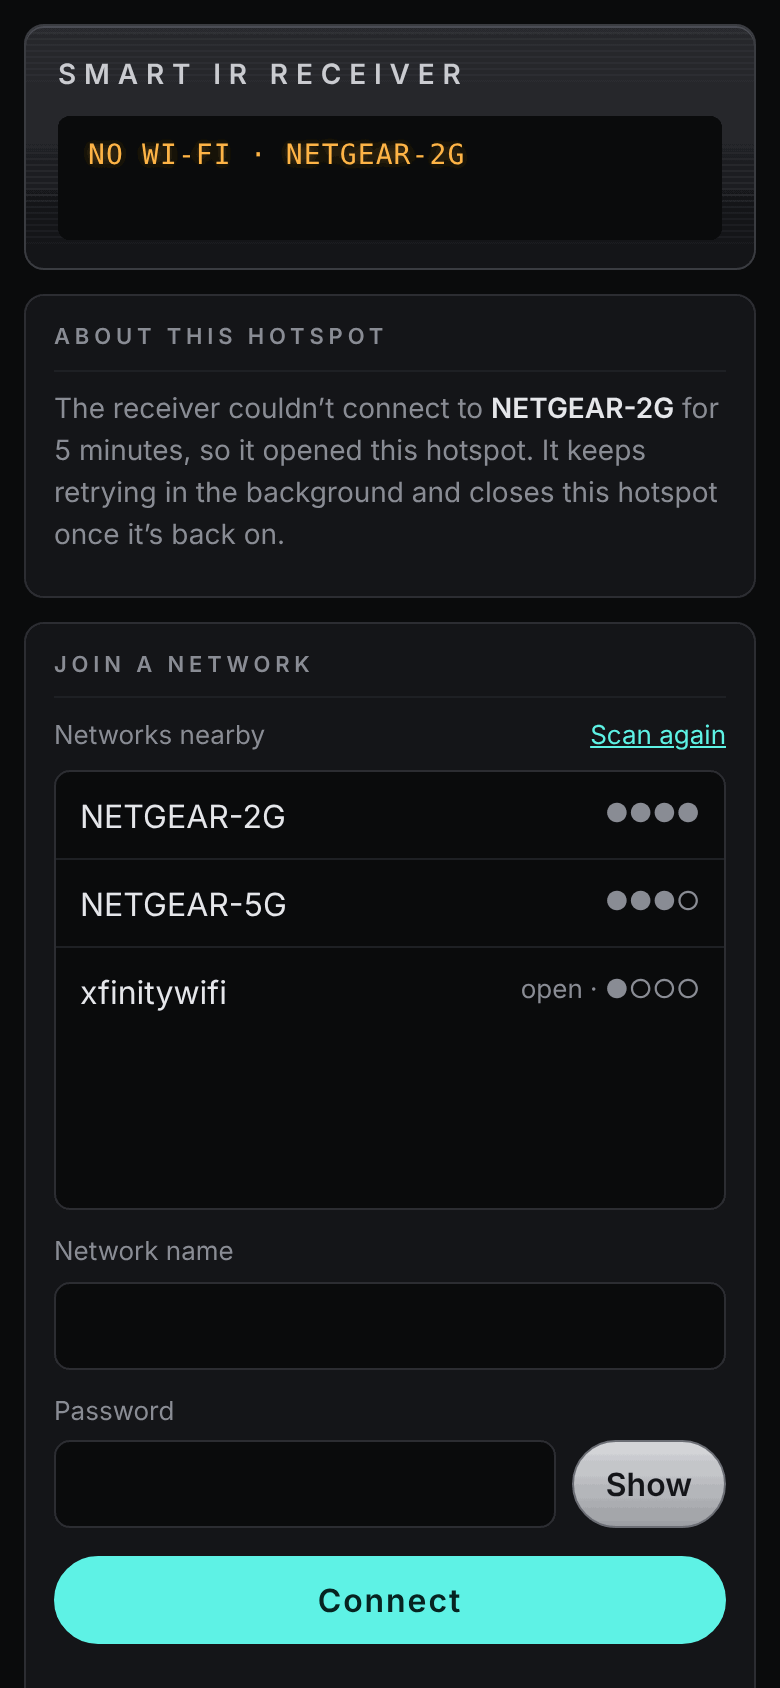 SMART IR RECEIVER
NO WI-FI · NETGEAR-2G
ABOUT THIS HOTSPOT
The receiver couldn’t connect to NETGEAR-2G for
5 minutes, so it opened this hotspot. It keeps
retrying in the background and closes this hotspot
once it’s back on.
JOIN A NETWORK
Networks nearby Scan again
NETGEAR-2G ●●●●
NETGEAR-5G ●●●○
xfinitywifi open · ●○○○
Network name
Password
Show
Connect